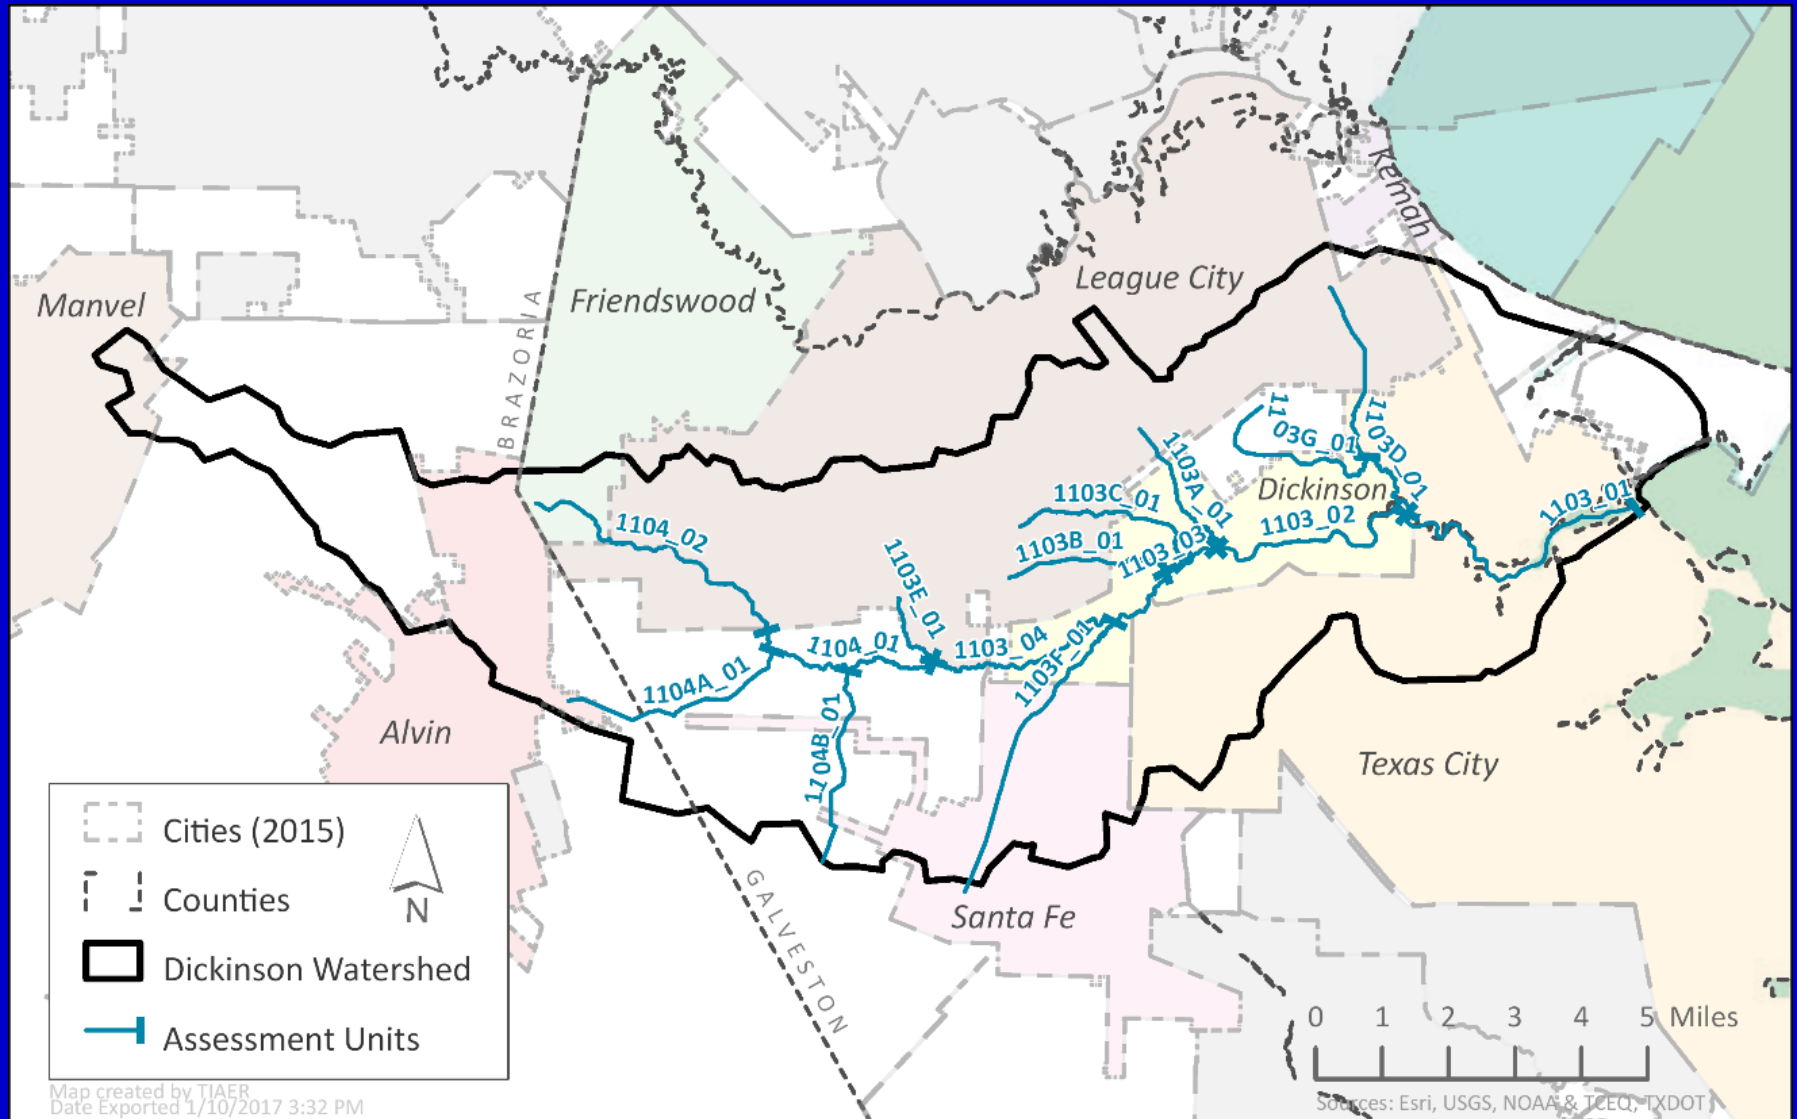 Kemah
League City
Manvel
Friendswood
BRAZORIA
1103G_01
1103D_01
1103A_01
Dickinson
1103C_01
1103_01
1103_02
1104_02
1103B_01
1103_03
1103E_01
1104_01
1103_04
1103F_01
1104A_01
1104B_01
Alvin
Texas City
Santa Fe
GALVESTON
Cities (2015)
Counties
N
Dickinson Watershed
Assessment Units
0 1 2 3 4 5 Miles
Map created by TIAER
Date Exported 1/10/2017 3:32 PM
Sources: Esri, USGS, NOAA & TCEQ, TXDOT